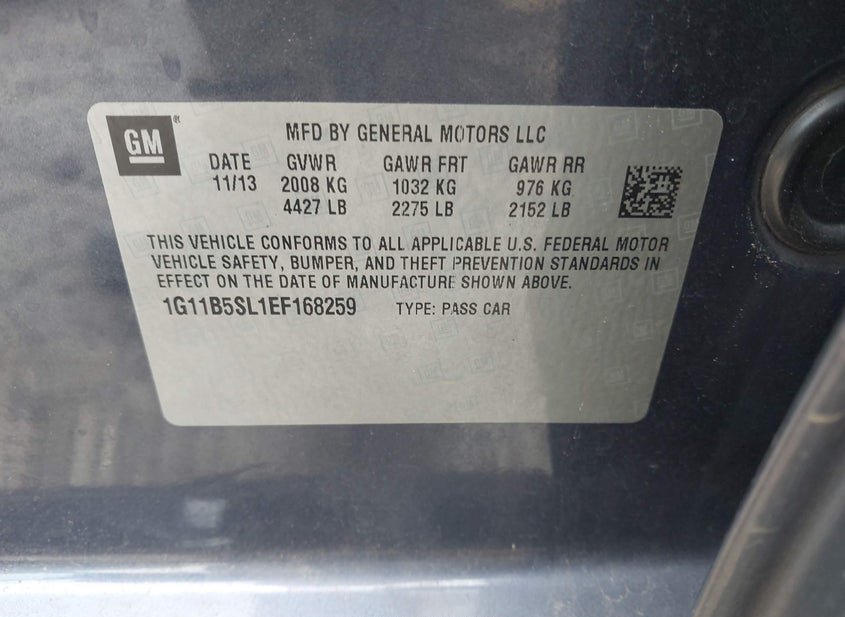 GM ®
MFD BY GENERAL MOTORS LLC
DATE GVWR GAWR FRT GAWR RR
11/13 2008 KG 1032 KG 976 KG
4427 LB 2275 LB 2152 LB
THIS VEHICLE CONFORMS TO ALL APPLICABLE U.S. FEDERAL MOTOR
VEHICLE SAFETY, BUMPER, AND THEFT PREVENTION STANDARDS IN
EFFECT ON THE DATE OF MANUFACTURE SHOWN ABOVE.
1G11B5SL1EF168259 TYPE: PASS CAR